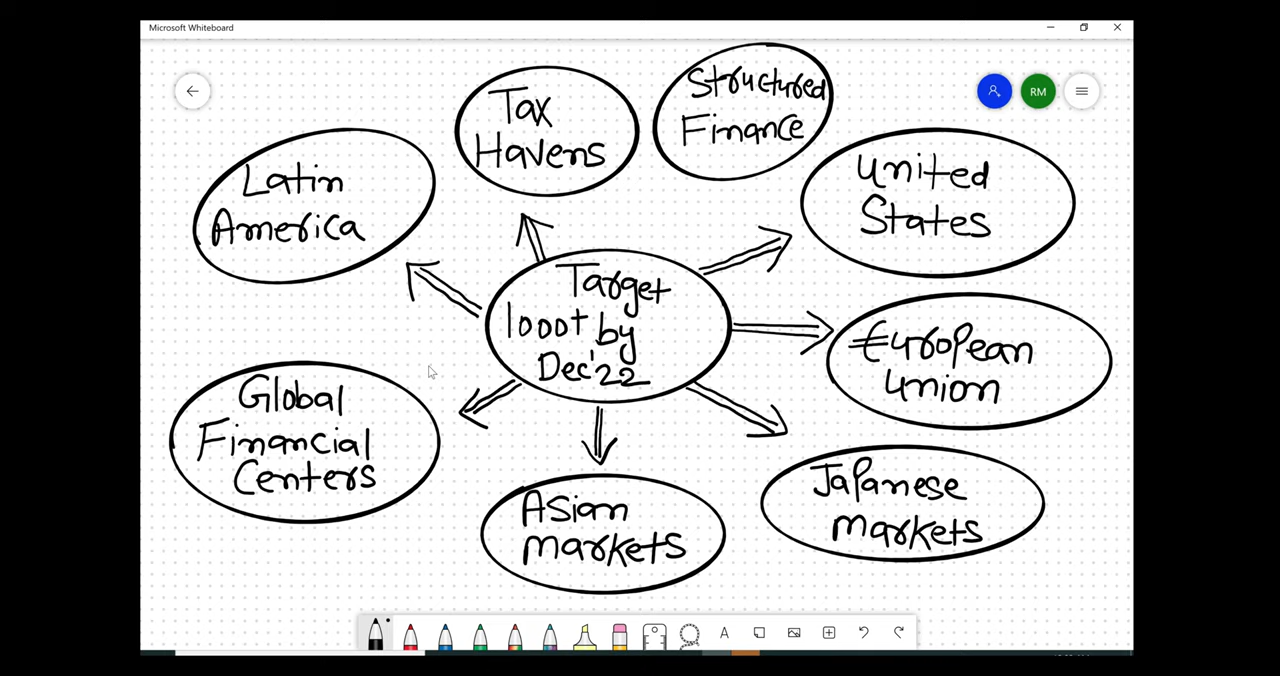 Microsoft Whiteboard
RM
Tax
Havens
Structured
Finance
Latin
America
United
States
Target
1000+ by
Dec'22
European
Union
Global
Financial
Centers
Asian
markets
Japanese
markets
A